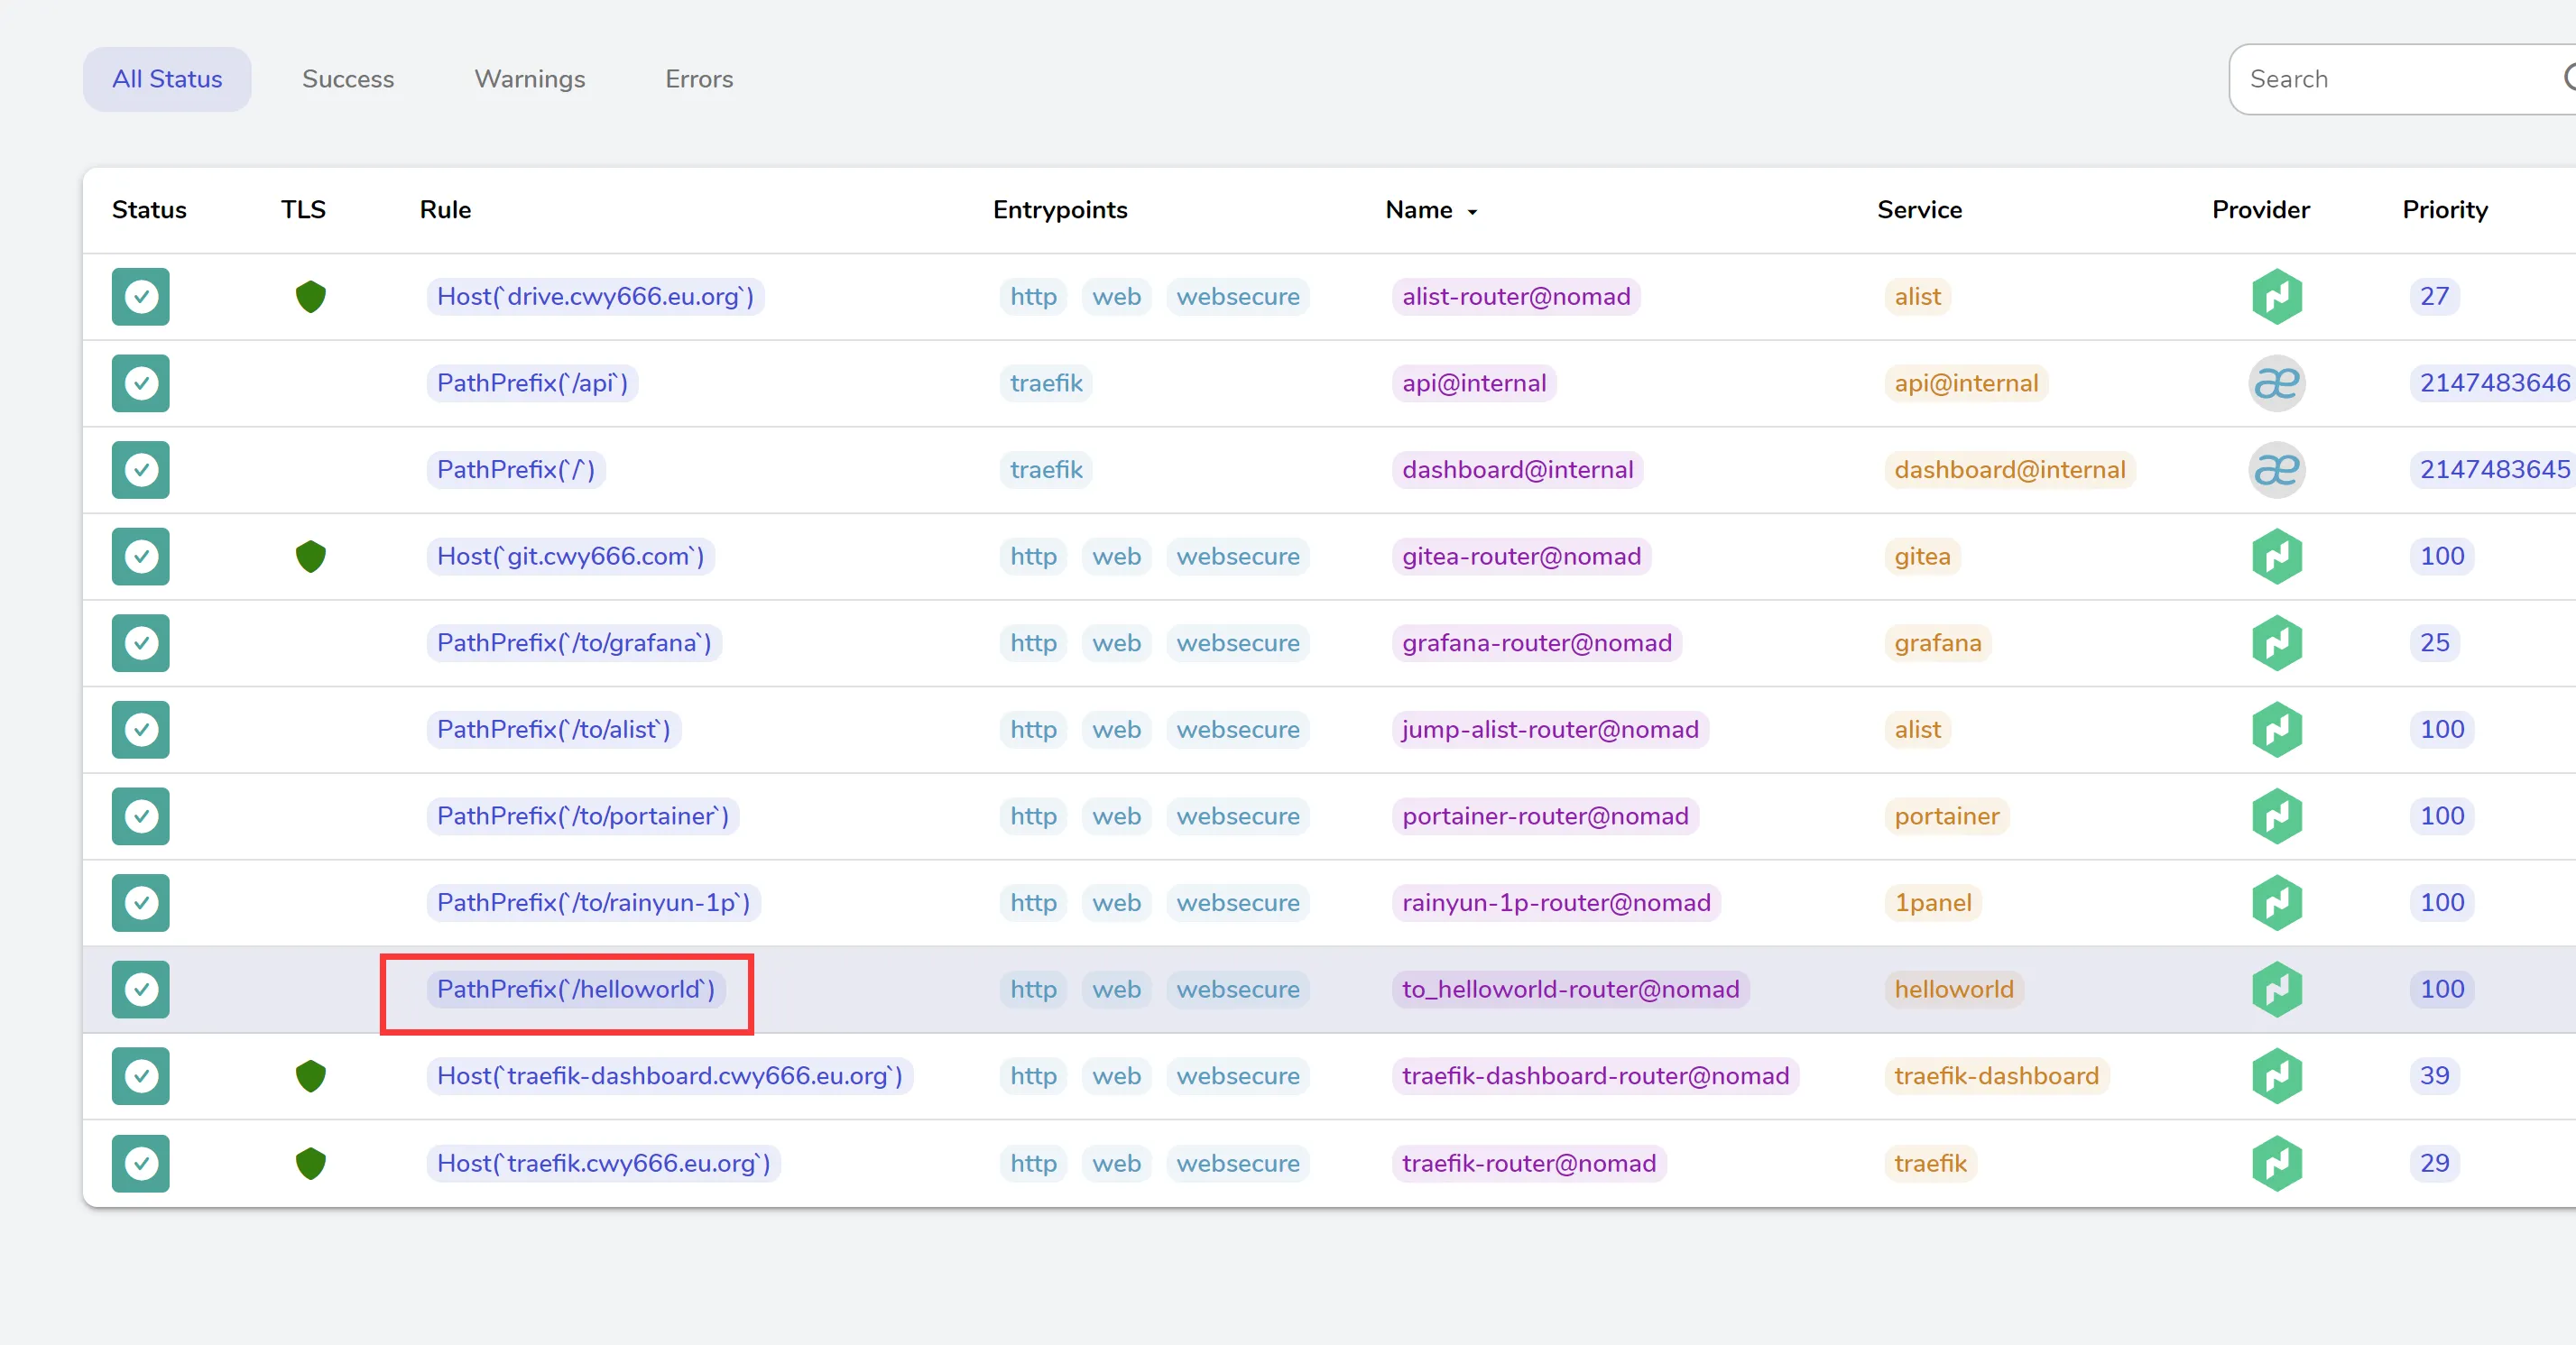 All Status Success Warnings Errors Search
Status TLS Rule Entrypoints Name Service Provider Priority
Host(`drive.cwy666.eu.org`) http web websecure alist-router@nomad alist 27
PathPrefix(`/api`) traefik api@internal api@internal 2147483646
PathPrefix(`/`) traefik dashboard@internal dashboard@internal 2147483645
Host(`git.cwy666.com`) http web websecure gitea-router@nomad gitea 100
PathPrefix(`/to/grafana`) http web websecure grafana-router@nomad grafana 25
PathPrefix(`/to/alist`) http web websecure jump-alist-router@nomad alist 100
PathPrefix(`/to/portainer`) http web websecure portainer-router@nomad portainer 100
PathPrefix(`/to/rainyun-1p`) http web websecure rainyun-1p-router@nomad 1panel 100
PathPrefix(`/helloworld`) http web websecure to_helloworld-router@nomad helloworld 100
Host(`traefik-dashboard.cwy666.eu.org`) http web websecure traefik-dashboard-router@nomad traefik-dashboard 39
Host(`traefik.cwy666.eu.org`) http web websecure traefik-router@nomad traefik 29